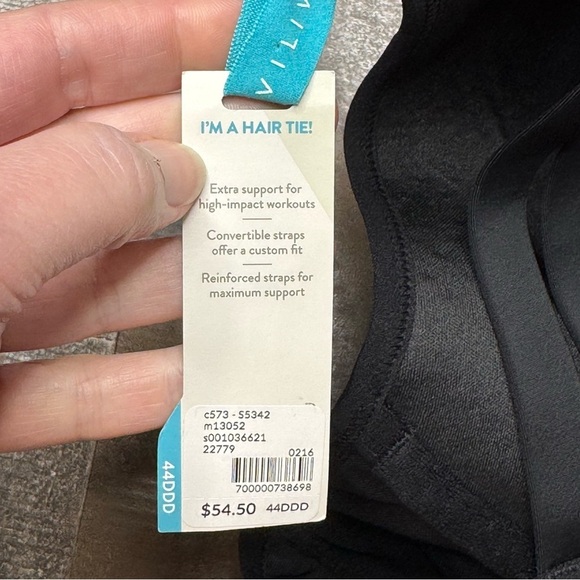 I'M A HAIR TIE!
Extra support for
high-impact workouts
Convertible straps
offer a custom fit
Reinforced straps for
maximum support
c573 - S5342
m13052
s001036621
22779
0216
700000738698
$54.50 44DDD
44DDD